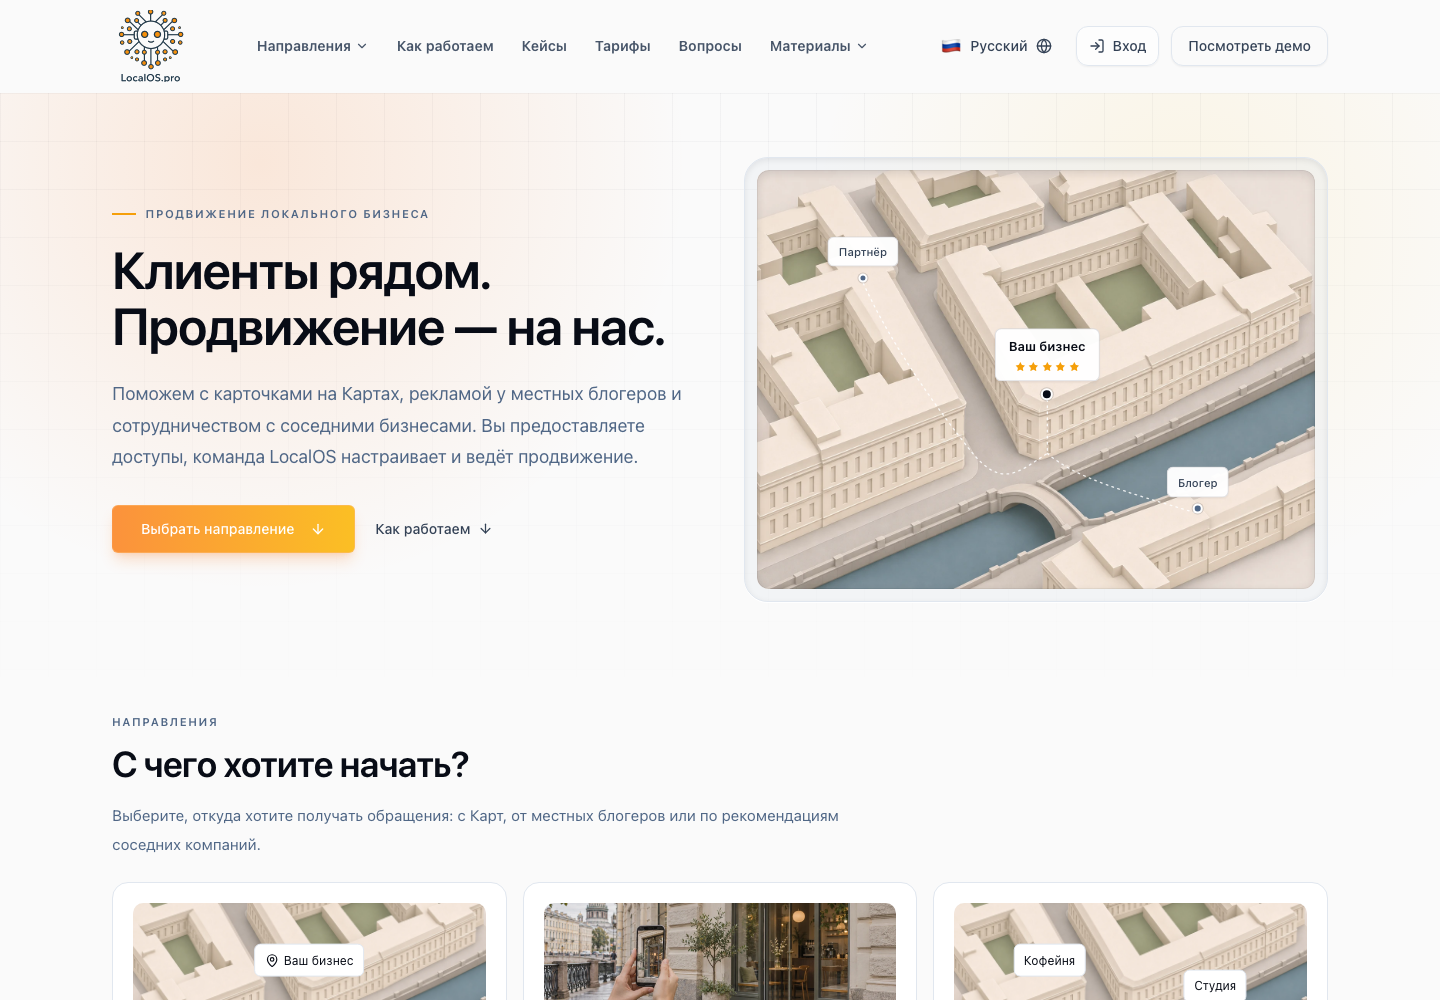 LocalOS.pro
Направления
Как работаем
Кейсы
Тарифы
Вопросы
Материалы
Русский
Вход
Посмотреть демо
ПРОДВИЖЕНИЕ ЛОКАЛЬНОГО БИЗНЕСА
Клиенты рядом.
Продвижение — на нас.
Поможем с карточками на Картах, рекламой у местных блогеров и
сотрудничеством с соседними бизнесами. Вы предоставляете
доступы, команда LocalOS настраивает и ведёт продвижение.
Выбрать направление
Как работаем
Партнёр
Ваш бизнес
Блогер
НАПРАВЛЕНИЯ
С чего хотите начать?
Выберите, откуда хотите получать обращения: с Карт, от местных блогеров или по рекомендациям
соседних компаний.
Ваш бизнес
Кофейня
Студия